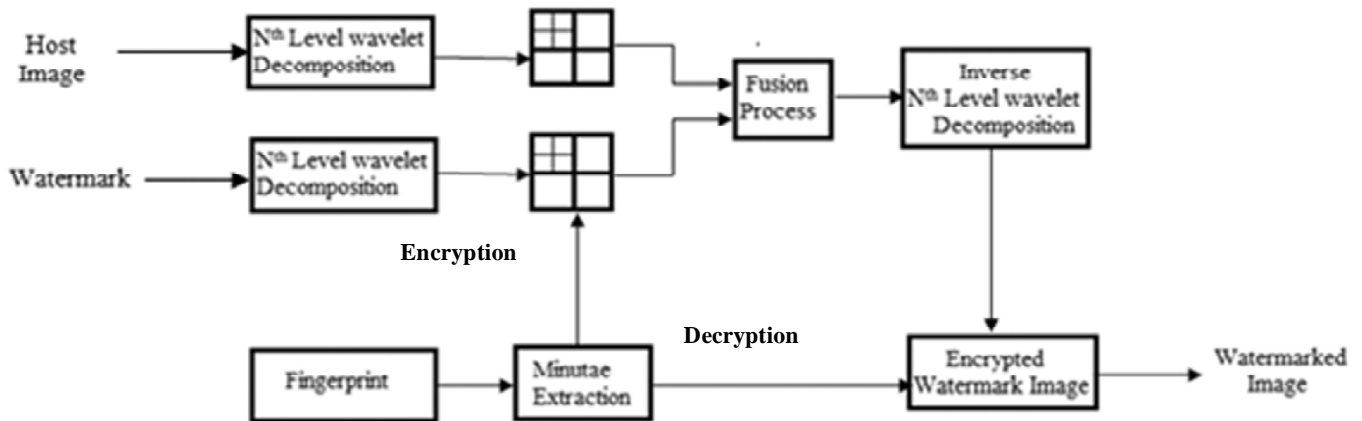 Host
Image
Nth Level wavelet
Decomposition
Fusion
Process
Inverse
Nth Level wavelet
Decomposition
Watermark
Nth Level wavelet
Decomposition
Encryption
Decryption
Fingerprint
Minutae
Extraction
Encrypted
Watermark Image
Watermarked
Image